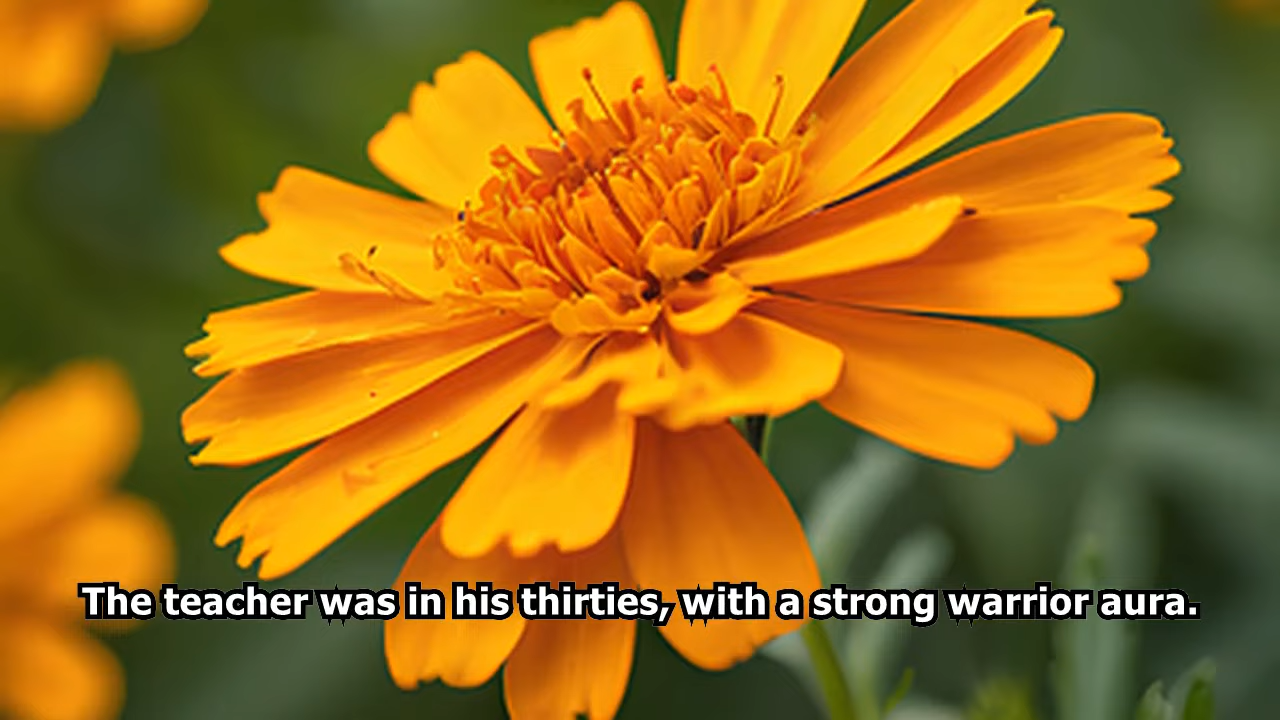 The teacher was in his thirties, with a strong warrior aura.